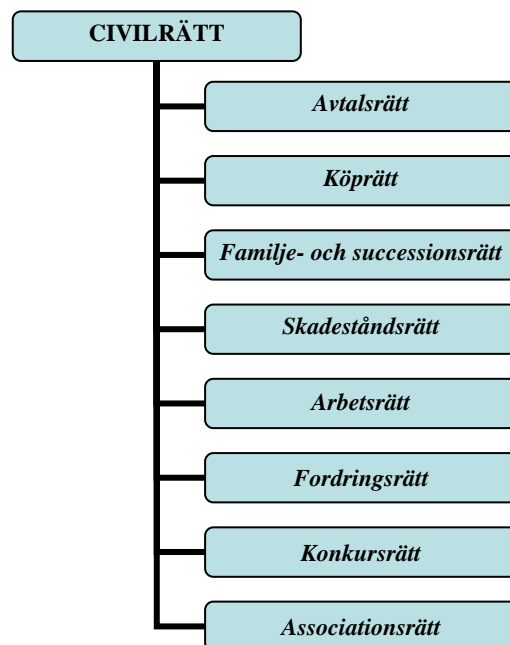 CIVILRÄTT
Avtalsrätt
Köprätt
Familje- och successionsrätt
Skadeståndsrätt
Arbetsrätt
Fordringsrätt
Konkursrätt
Associationsrätt